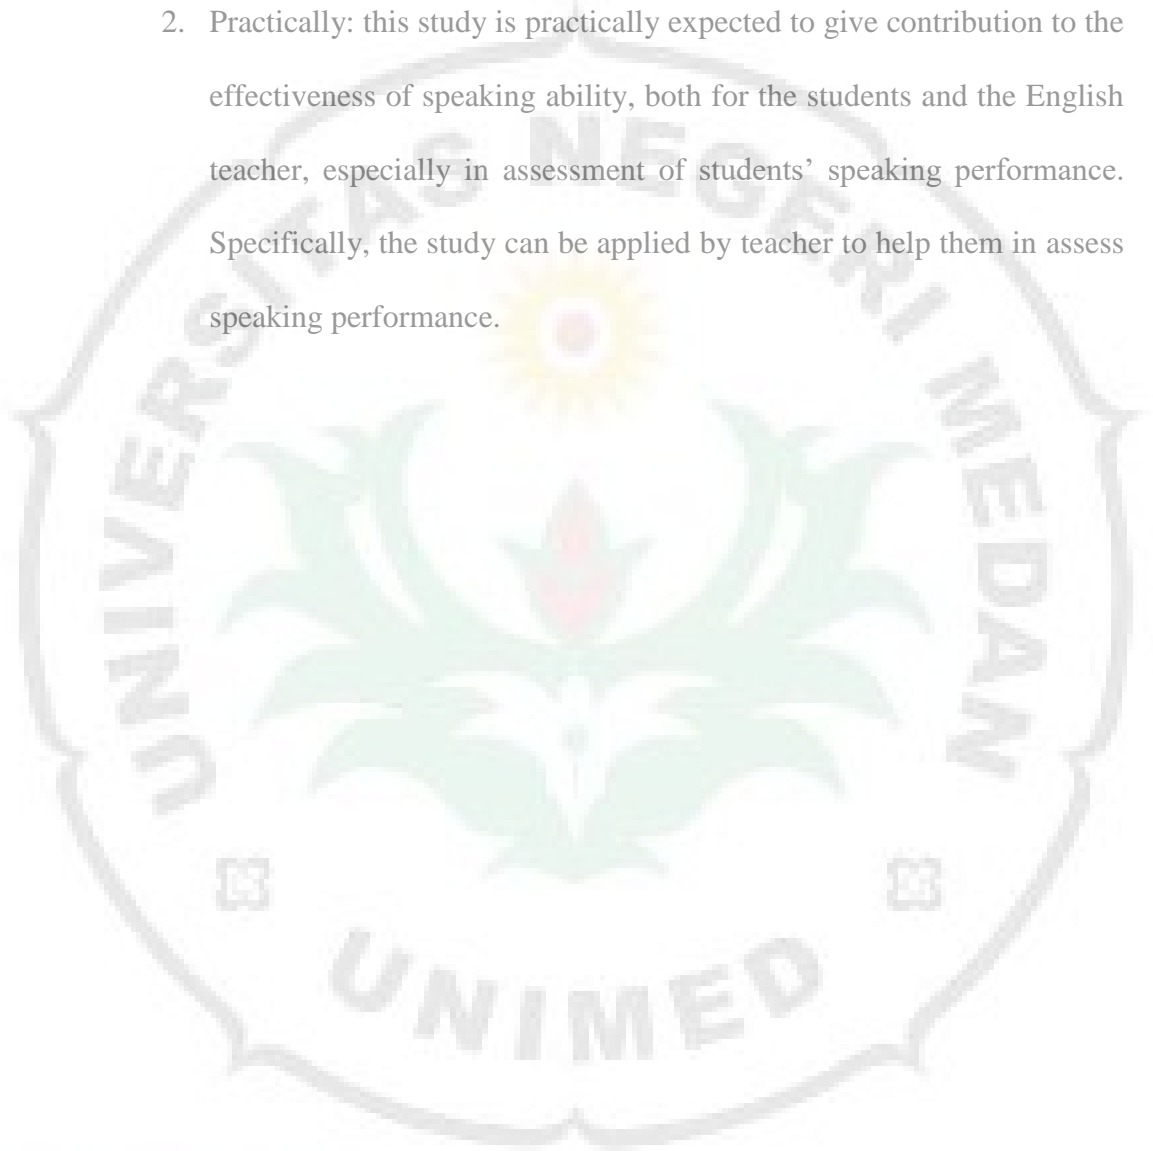 2. Practically: this study is practically expected to give contribution to the
effectiveness of speaking ability, both for the students and the English
teacher, especially in assessment of students’ speaking performance.
Specifically, the study can be applied by teacher to help them in assess
speaking performance.
UNIVERSITAS NEGERI MEDAN
UNIMED